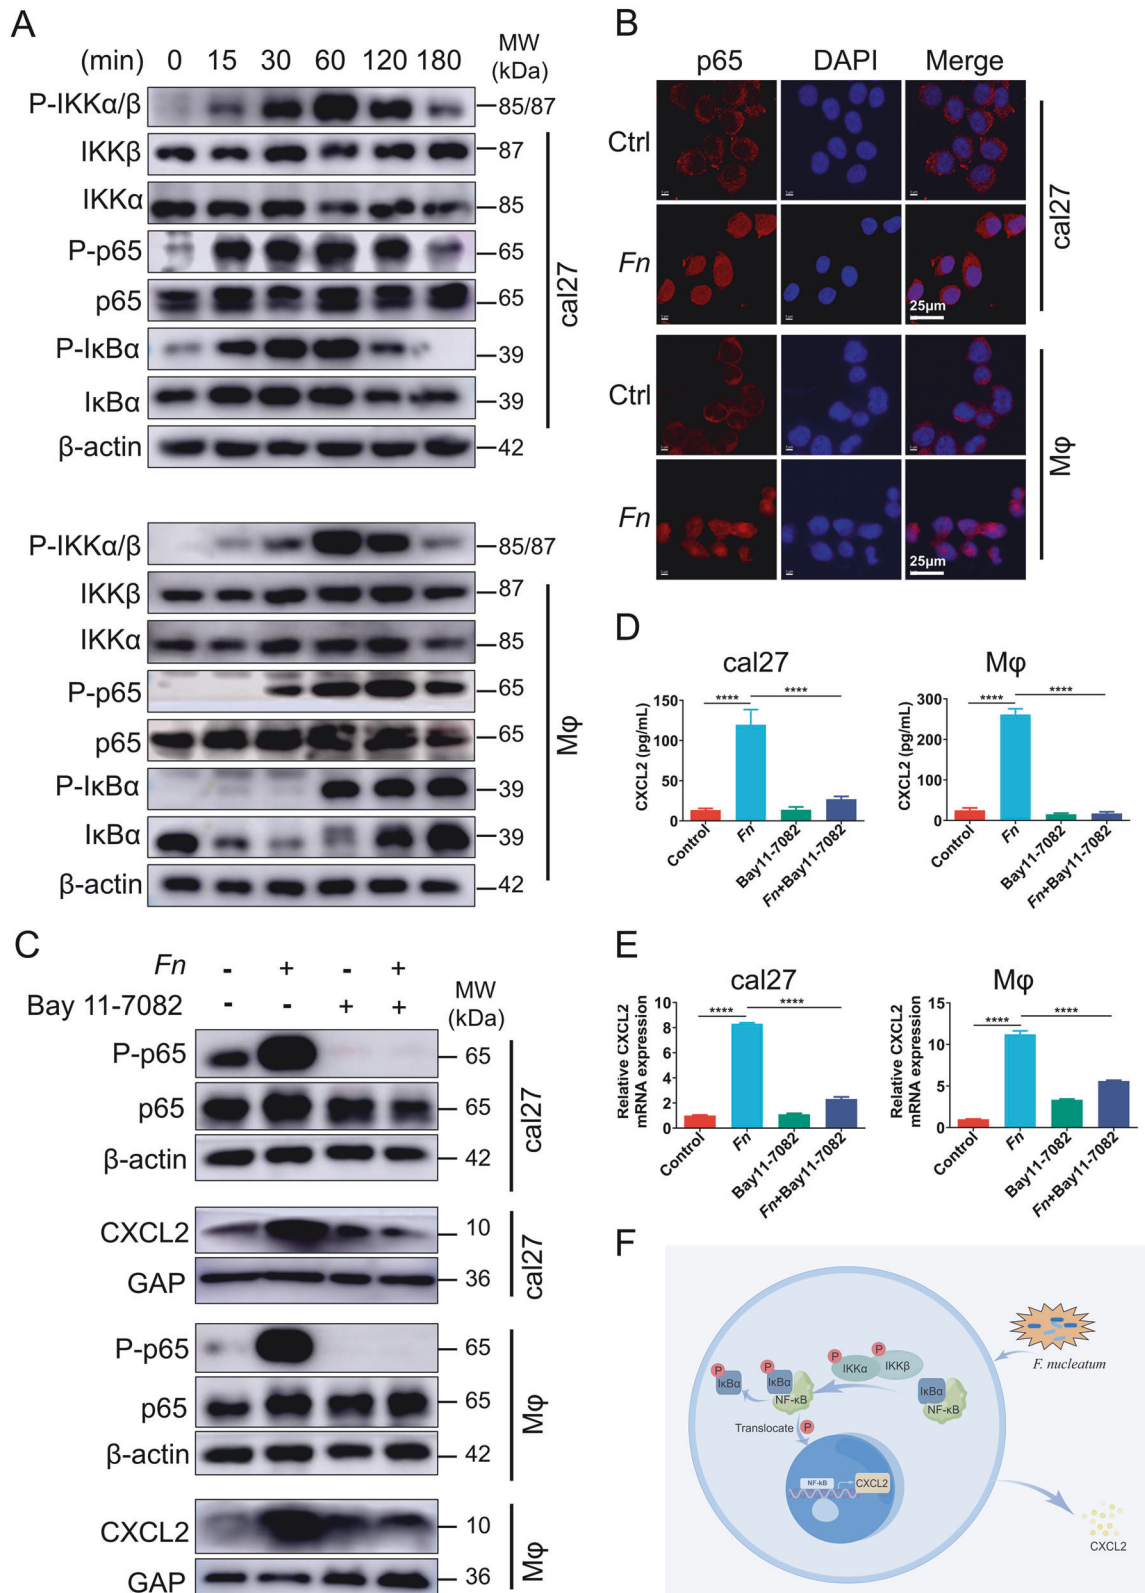 A
(min) 0 15 30 60 120 180 MW (kDa)
P-IKKα/β 85/87
IKKβ 87
IKKα 85
P-p65 65
p65 65
P-IκBα 39
IκBα 39
β-actin 42
cal27
P-IKKα/β 85/87
IKKβ 87
IKKα 85
P-p65 65
p65 65
P-IκBα 39
IκBα 39
β-actin 42
Mφ
B
p65 DAPI Merge
Ctrl
Fn
25μm
cal27
Ctrl
Fn
25μm
Mφ
C
Fn - + - +
Bay 11-7082 - - + +
MW
(kDa)
P-p65 65
p65 65
β-actin 42
cal27
CXCL2 10
GAP 36
cal27
P-p65 65
p65 65
β-actin 42
Mφ
CXCL2 10
GAP 36
Mφ
D
cal27
CXCL2 (pg/mL)
150
100
50
0
**** ****
Control Fn Bay11-7082 Fn+Bay11-7082
Mφ
CXCL2 (pg/mL)
300
200
100
0
**** ****
Control Fn Bay11-7082 Fn+Bay11-7082
E
cal27
Relative CXCL2
mRNA expression
10
8
6
4
2
0
**** ****
Control Fn Bay11-7082 Fn+Bay11-7082
Mφ
Relative CXCL2
mRNA expression
15
10
5
0
**** ****
Control Fn Bay11-7082 Fn+Bay11-7082
F
F. nucleatum
P P
IKKα IKKβ
P P
IκBα IκBα IκBα
NF-κB NF-κB
Translocate P
NF-kB CXCL2
CXCL2